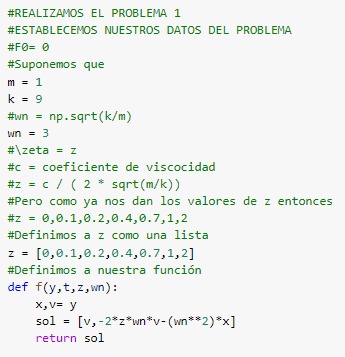 #REALIZAMOS EL PROBLEMA 1
#ESTABLECEMOS NUESTROS DATOS DEL PROBLEMA
#F0= 0
#Suponemos que
m = 1
k = 9
#wn = np.sqrt(k/m)
wn = 3
#\zeta = z
#c = coeficiente de viscocidad
#z = c / ( 2 * sqrt(m/k))
#Pero como ya nos dan los valores de z entonces
#z = 0,0.1,0.2,0.4,0.7,1,2
#Definimos a z como una lista
z = [0,0.1,0.2,0.4,0.7,1,2]
#Definimos a nuestra función
def f(y,t,z,wn):
    x,v= y
    sol = [v,-2*z*wn*v-(wn**2)*x]
    return sol